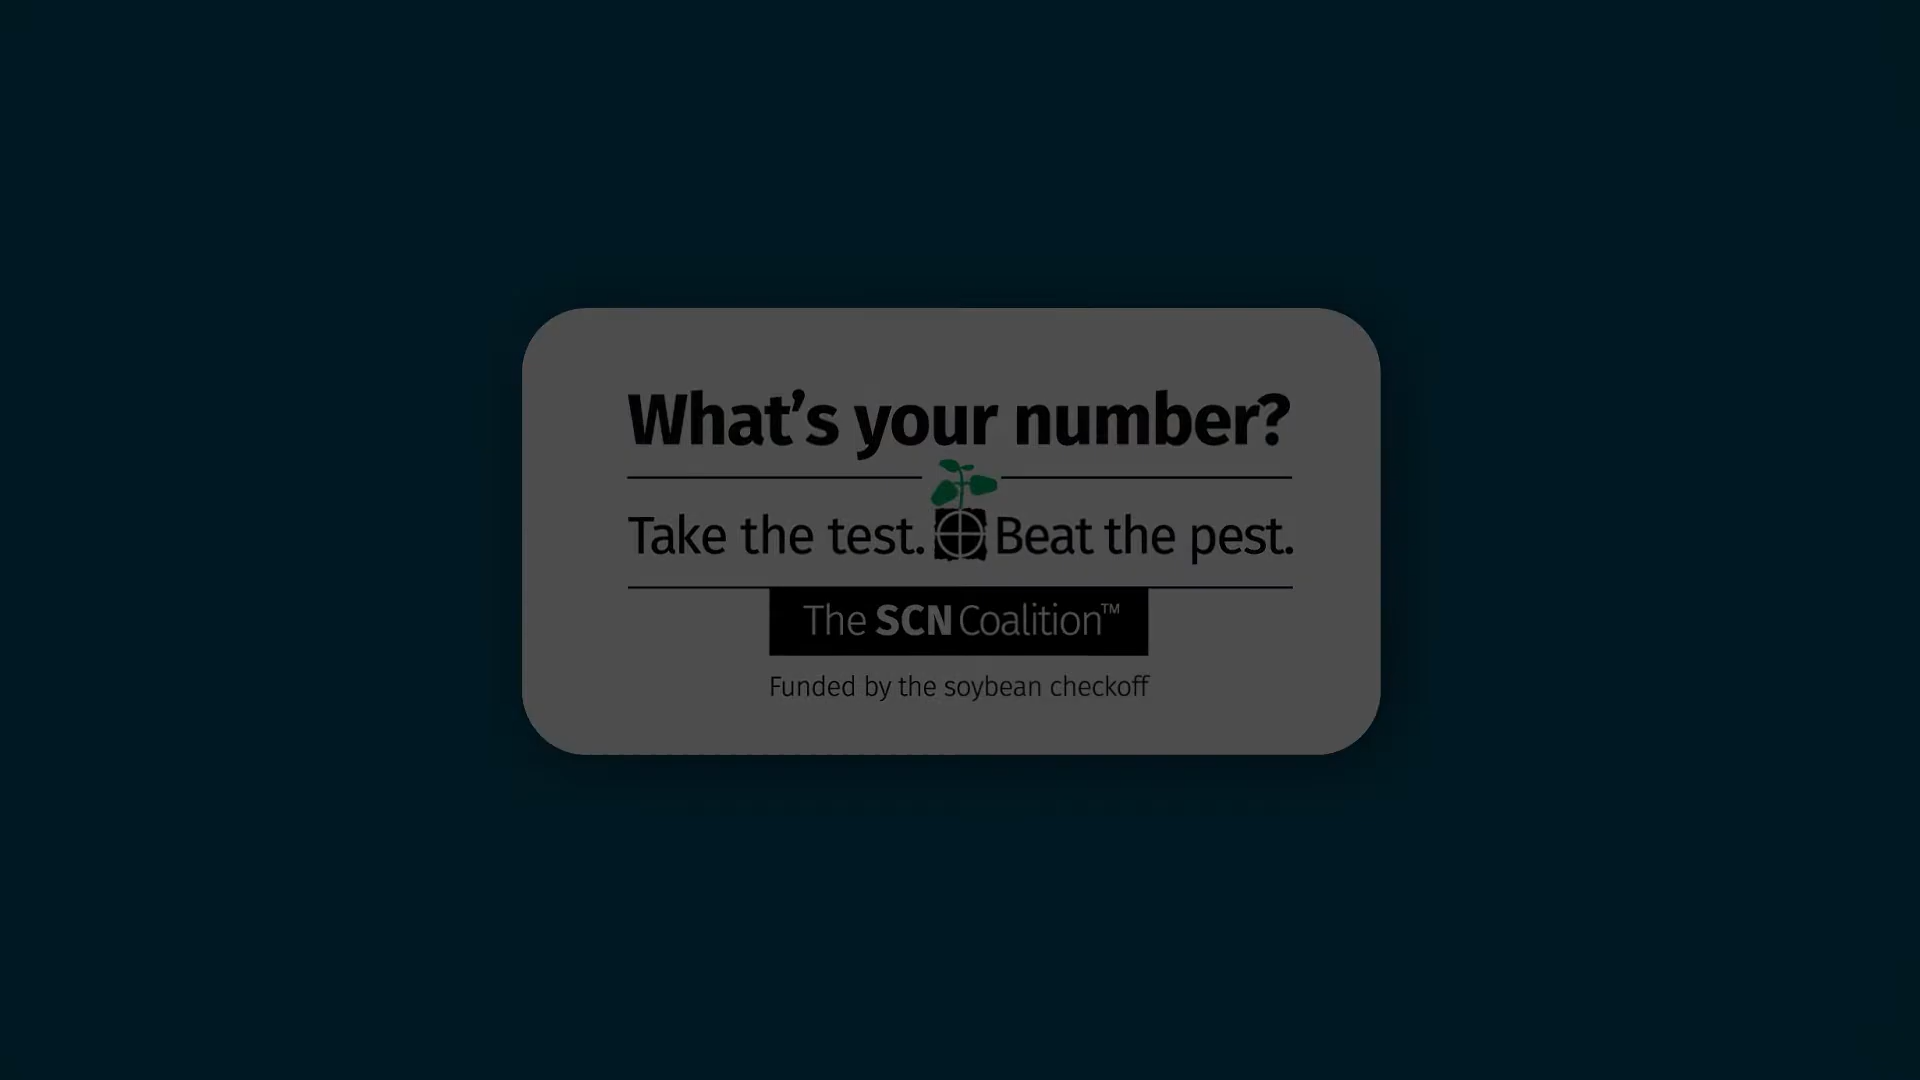 What’s your number?
Take the test. Beat the pest.
The SCN Coalition™
Funded by the soybean checkoff